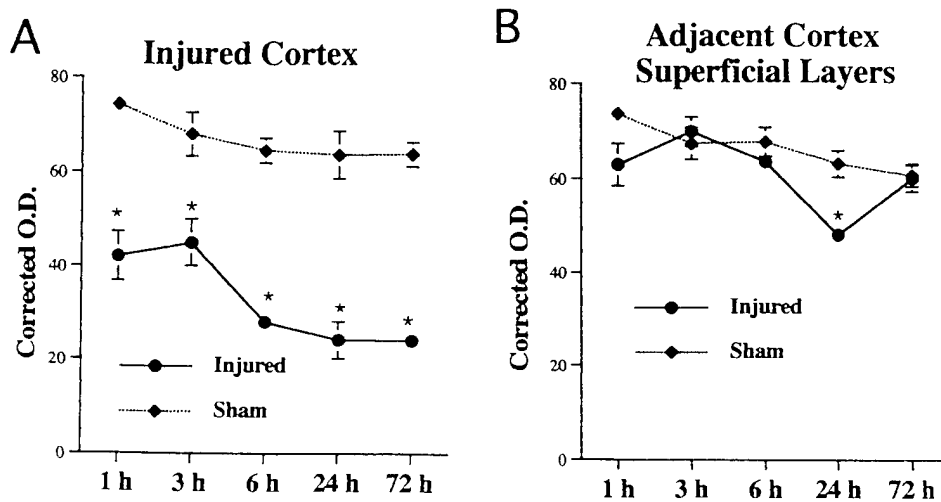 A
Injured Cortex
80
60
40
20
0
Corrected O.D.
*
*
*
*
*
Injured
Sham
1 h
3 h
6 h
24 h
72 h
B
Adjacent Cortex
Superficial Layers
80
60
40
20
0
Corrected O.D.
*
Injured
Sham
1 h
3 h
6 h
24 h
72 h